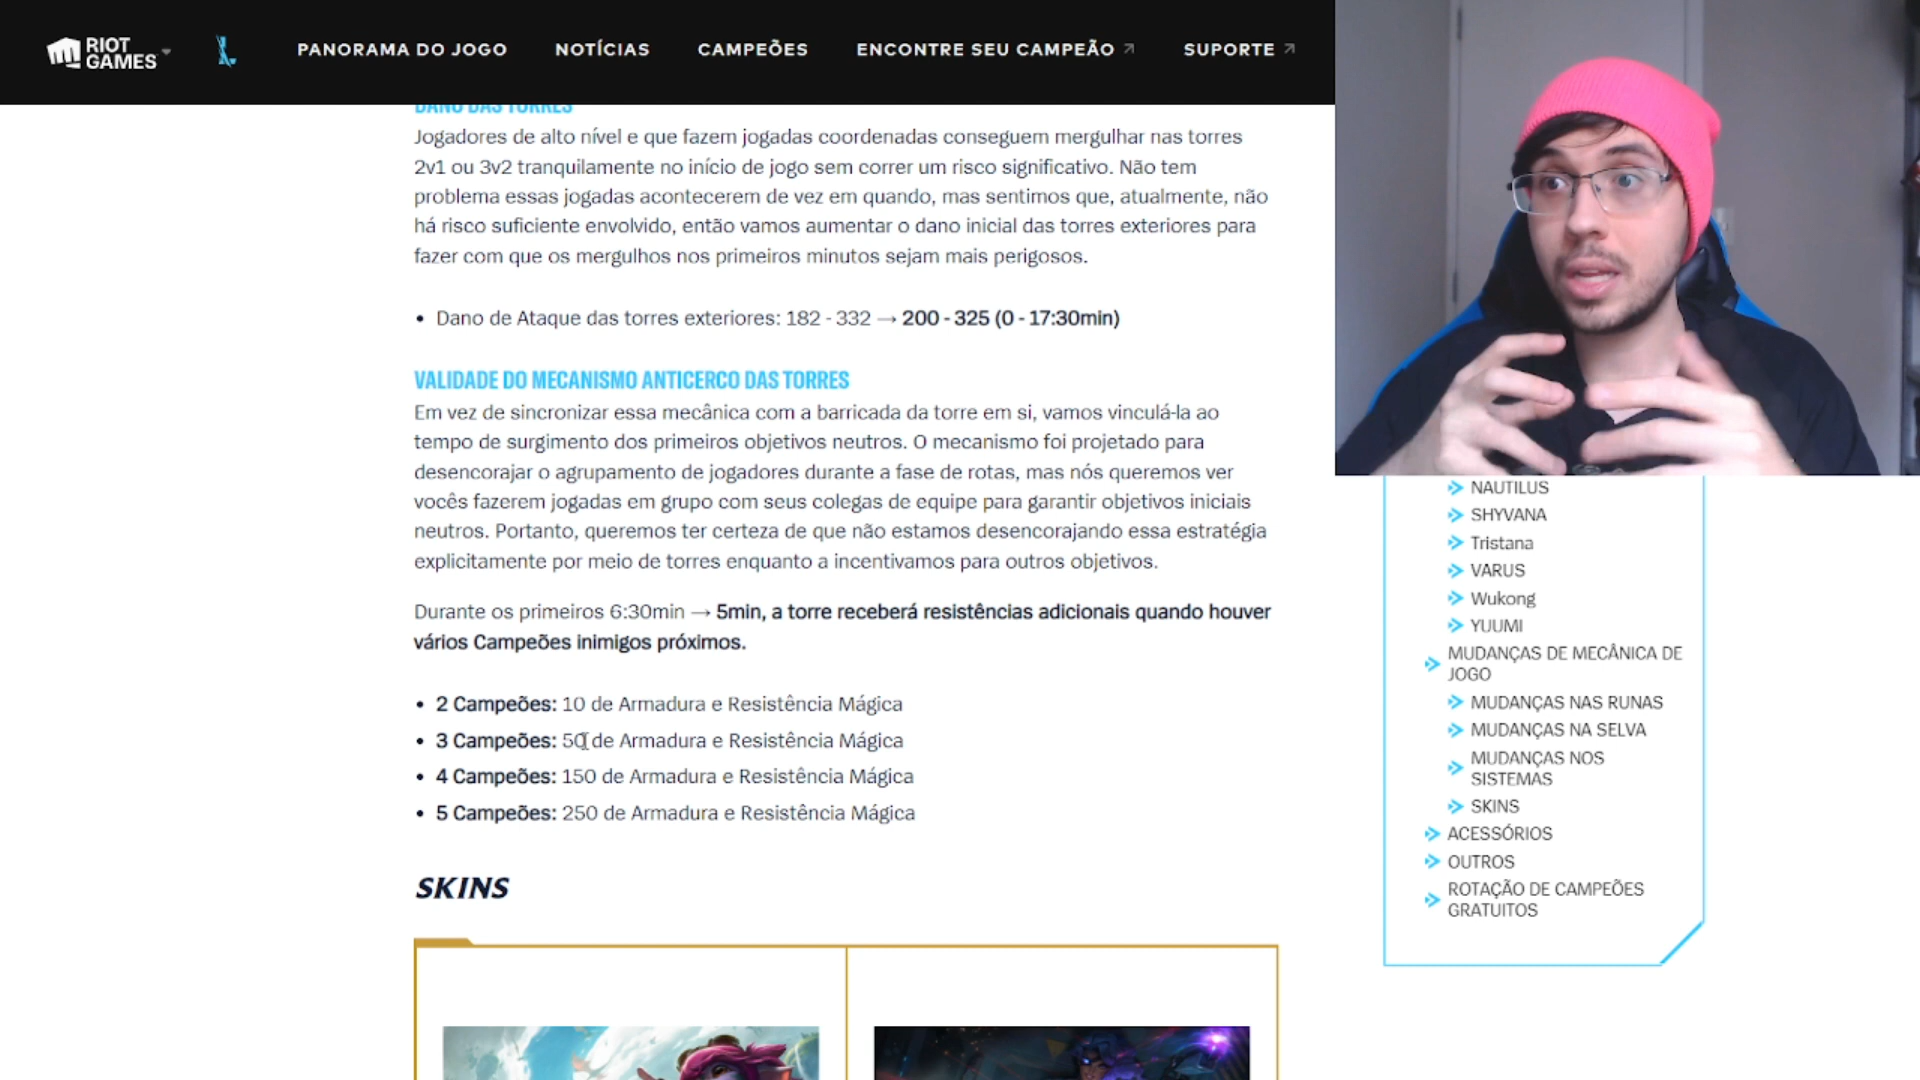 RIOT
GAMES
PANORAMA DO JOGO
NOTÍCIAS
CAMPEÕES
ENCONTRE SEU CAMPEÃO
SUPORTE
DANO DAS TORRES
Jogadores de alto nível e que fazem jogadas coordenadas conseguem mergulhar nas torres
2v1 ou 3v2 tranquilamente no início de jogo sem correr um risco significativo. Não tem
problema essas jogadas acontecerem de vez em quando, mas sentimos que, atualmente, não
há risco suficiente envolvido, então vamos aumentar o dano inicial das torres exteriores para
fazer com que os mergulhos nos primeiros minutos sejam mais perigosos.
• Dano de Ataque das torres exteriores: 182 - 332 → 200 - 325 (0 - 17:30min)
VALIDADE DO MECANISMO ANTICERCO DAS TORRES
Em vez de sincronizar essa mecânica com a barricada da torre em si, vamos vinculá-la ao
tempo de surgimento dos primeiros objetivos neutros. O mecanismo foi projetado para
desencorajar o agrupamento de jogadores durante a fase de rotas, mas nós queremos ver
vocês fazerem jogadas em grupo com seus colegas de equipe para garantir objetivos iniciais
neutros. Portanto, queremos ter certeza de que não estamos desencorajando essa estratégia
explicitamente por meio de torres enquanto a incentivamos para outros objetivos.
Durante os primeiros 6:30min → 5min, a torre receberá resistências adicionais quando houver
vários Campeões inimigos próximos.
• 2 Campeões: 10 de Armadura e Resistência Mágica
• 3 Campeões: 50 de Armadura e Resistência Mágica
• 4 Campeões: 150 de Armadura e Resistência Mágica
• 5 Campeões: 250 de Armadura e Resistência Mágica
SKINS
NAUTILUS
SHYVANA
Tristana
VARUS
Wukong
YUUMI
MUDANÇAS DE MECÂNICA DE
JOGO
MUDANÇAS NAS RUNAS
MUDANÇAS NA SELVA
MUDANÇAS NOS
SISTEMAS
SKINS
ACESSÓRIOS
OUTROS
ROTAÇÃO DE CAMPEÕES
GRATUITOS